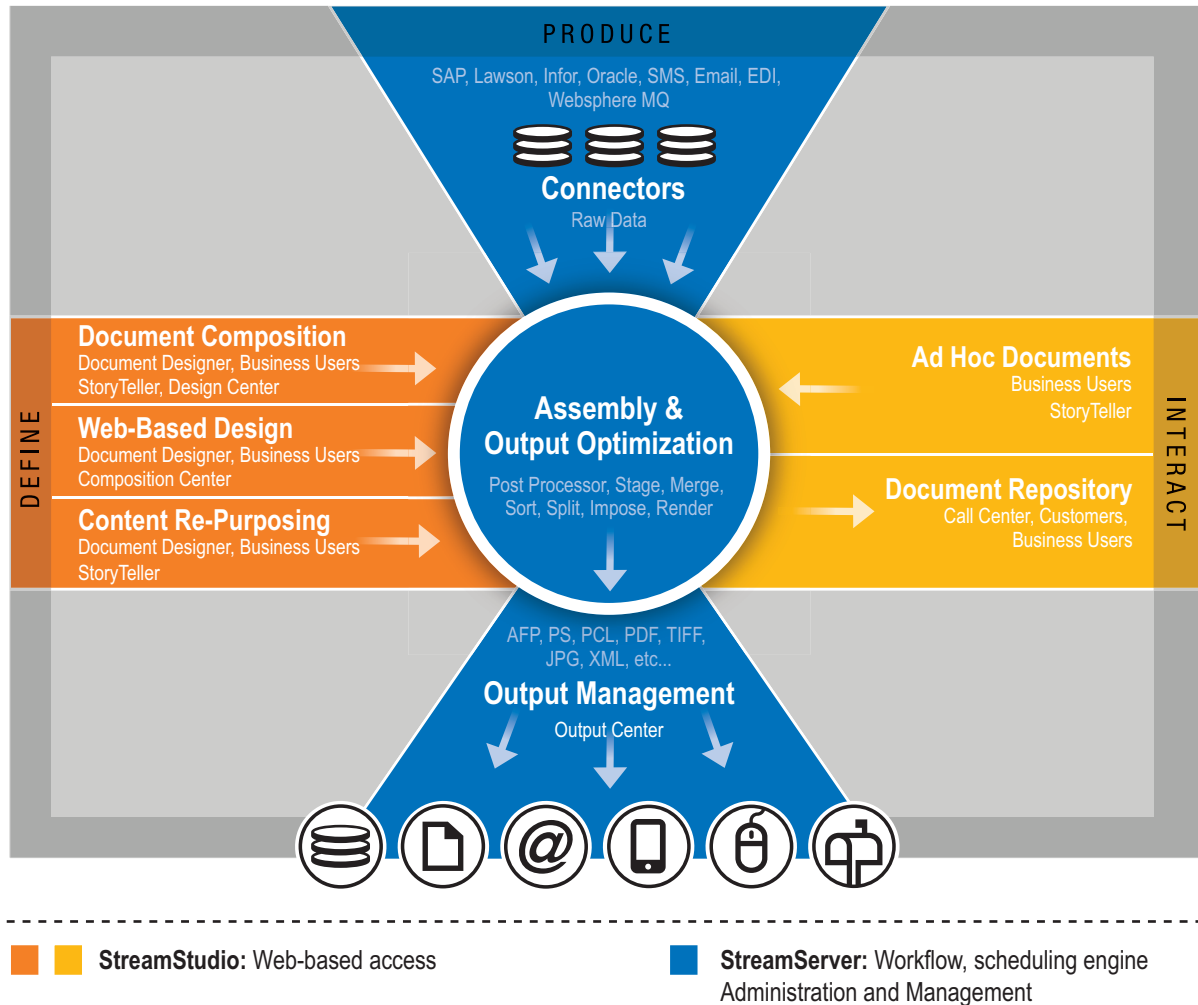 PRODUCE
SAP, Lawson, Infor, Oracle, SMS, Email, EDI,
Websphere MQ
Connectors
Raw Data
DEFINE
Document Composition
Document Designer, Business Users
StoryTeller, Design Center
Web-Based Design
Document Designer, Business Users
Composition Center
Content Re-Purposing
Document Designer, Business Users
StoryTeller
Assembly &
Output Optimization
Post Processor, Stage, Merge,
Sort, Split, Impose, Render
Ad Hoc Documents
Business Users
StoryTeller
Document Repository
Call Center, Customers,
Business Users
INTERACT
AFP, PS, PCL, PDF, TIFF,
JPG, XML, etc...
Output Management
Output Center
@
StreamStudio: Web-based access
StreamServer: Workflow, scheduling engine
Administration and Management